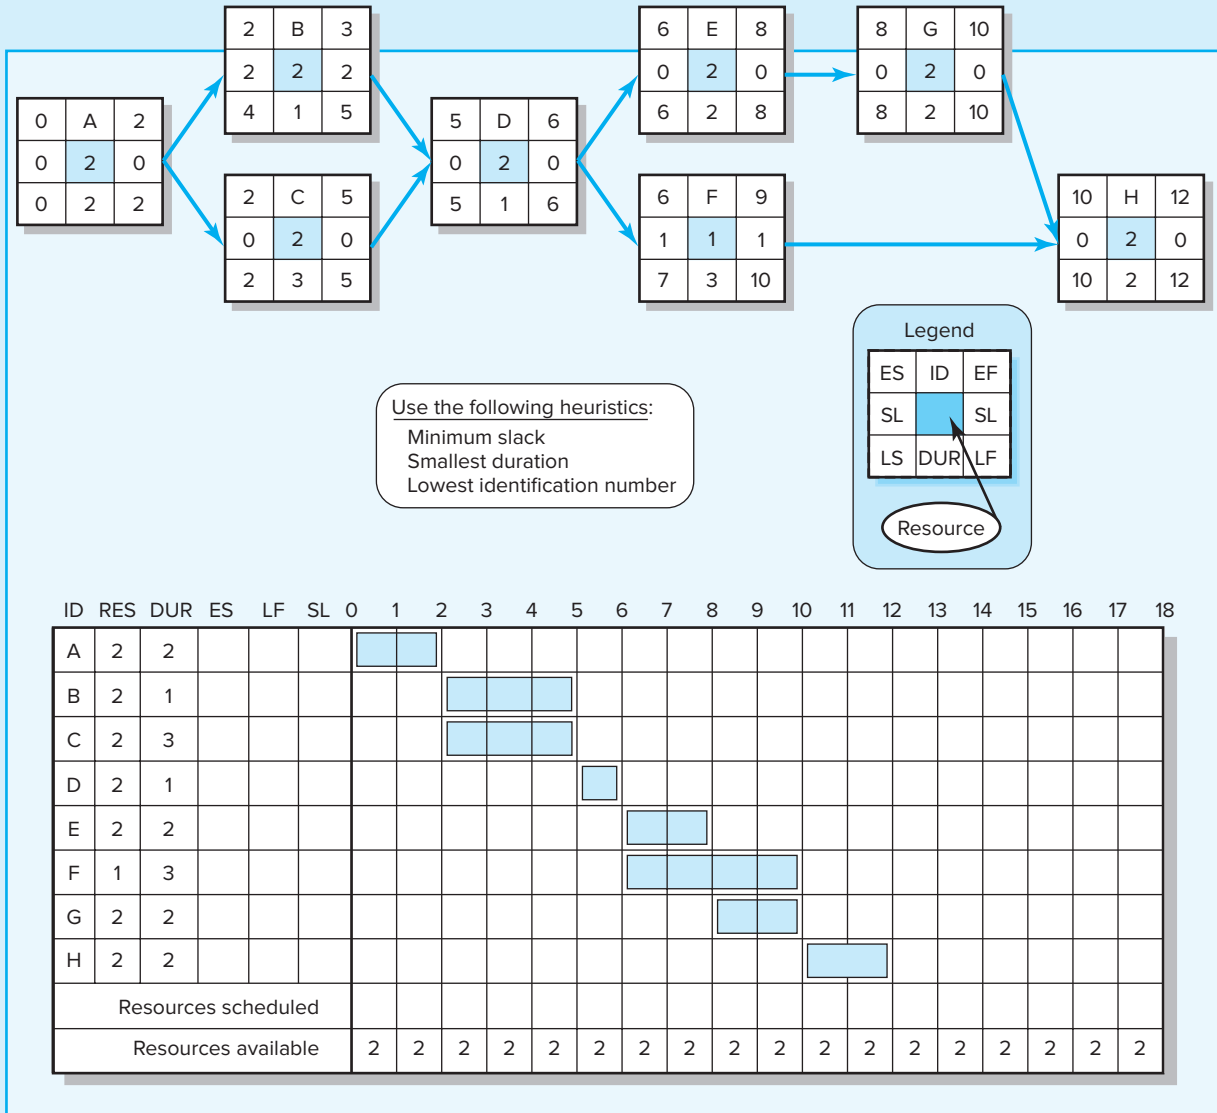 2 B 3
2 2 2
4 1 5
6 E 8
0 2 0
6 2 8
8 G 10
0 2 0
8 2 10
0 A 2
0 2 0
0 2 2
5 D 6
0 2 0
5 1 6
2 C 5
0 2 0
2 3 5
6 F 9
1 1 1
7 3 10
10 H 12
0 2 0
10 2 12
Legend
ES ID EF
SL SL
LS DUR LF
Resource
Use the following heuristics:
Minimum slack
Smallest duration
Lowest identification number
ID RES DUR ES LF SL 0 1 2 3 4 5 6 7 8 9 10 11 12 13 14 15 16 17 18
A 2 2
B 2 1
C 2 3
D 2 1
E 2 2
F 1 3
G 2 2
H 2 2
Resources scheduled
Resources available 2 2 2 2 2 2 2 2 2 2 2 2 2 2 2 2 2 2